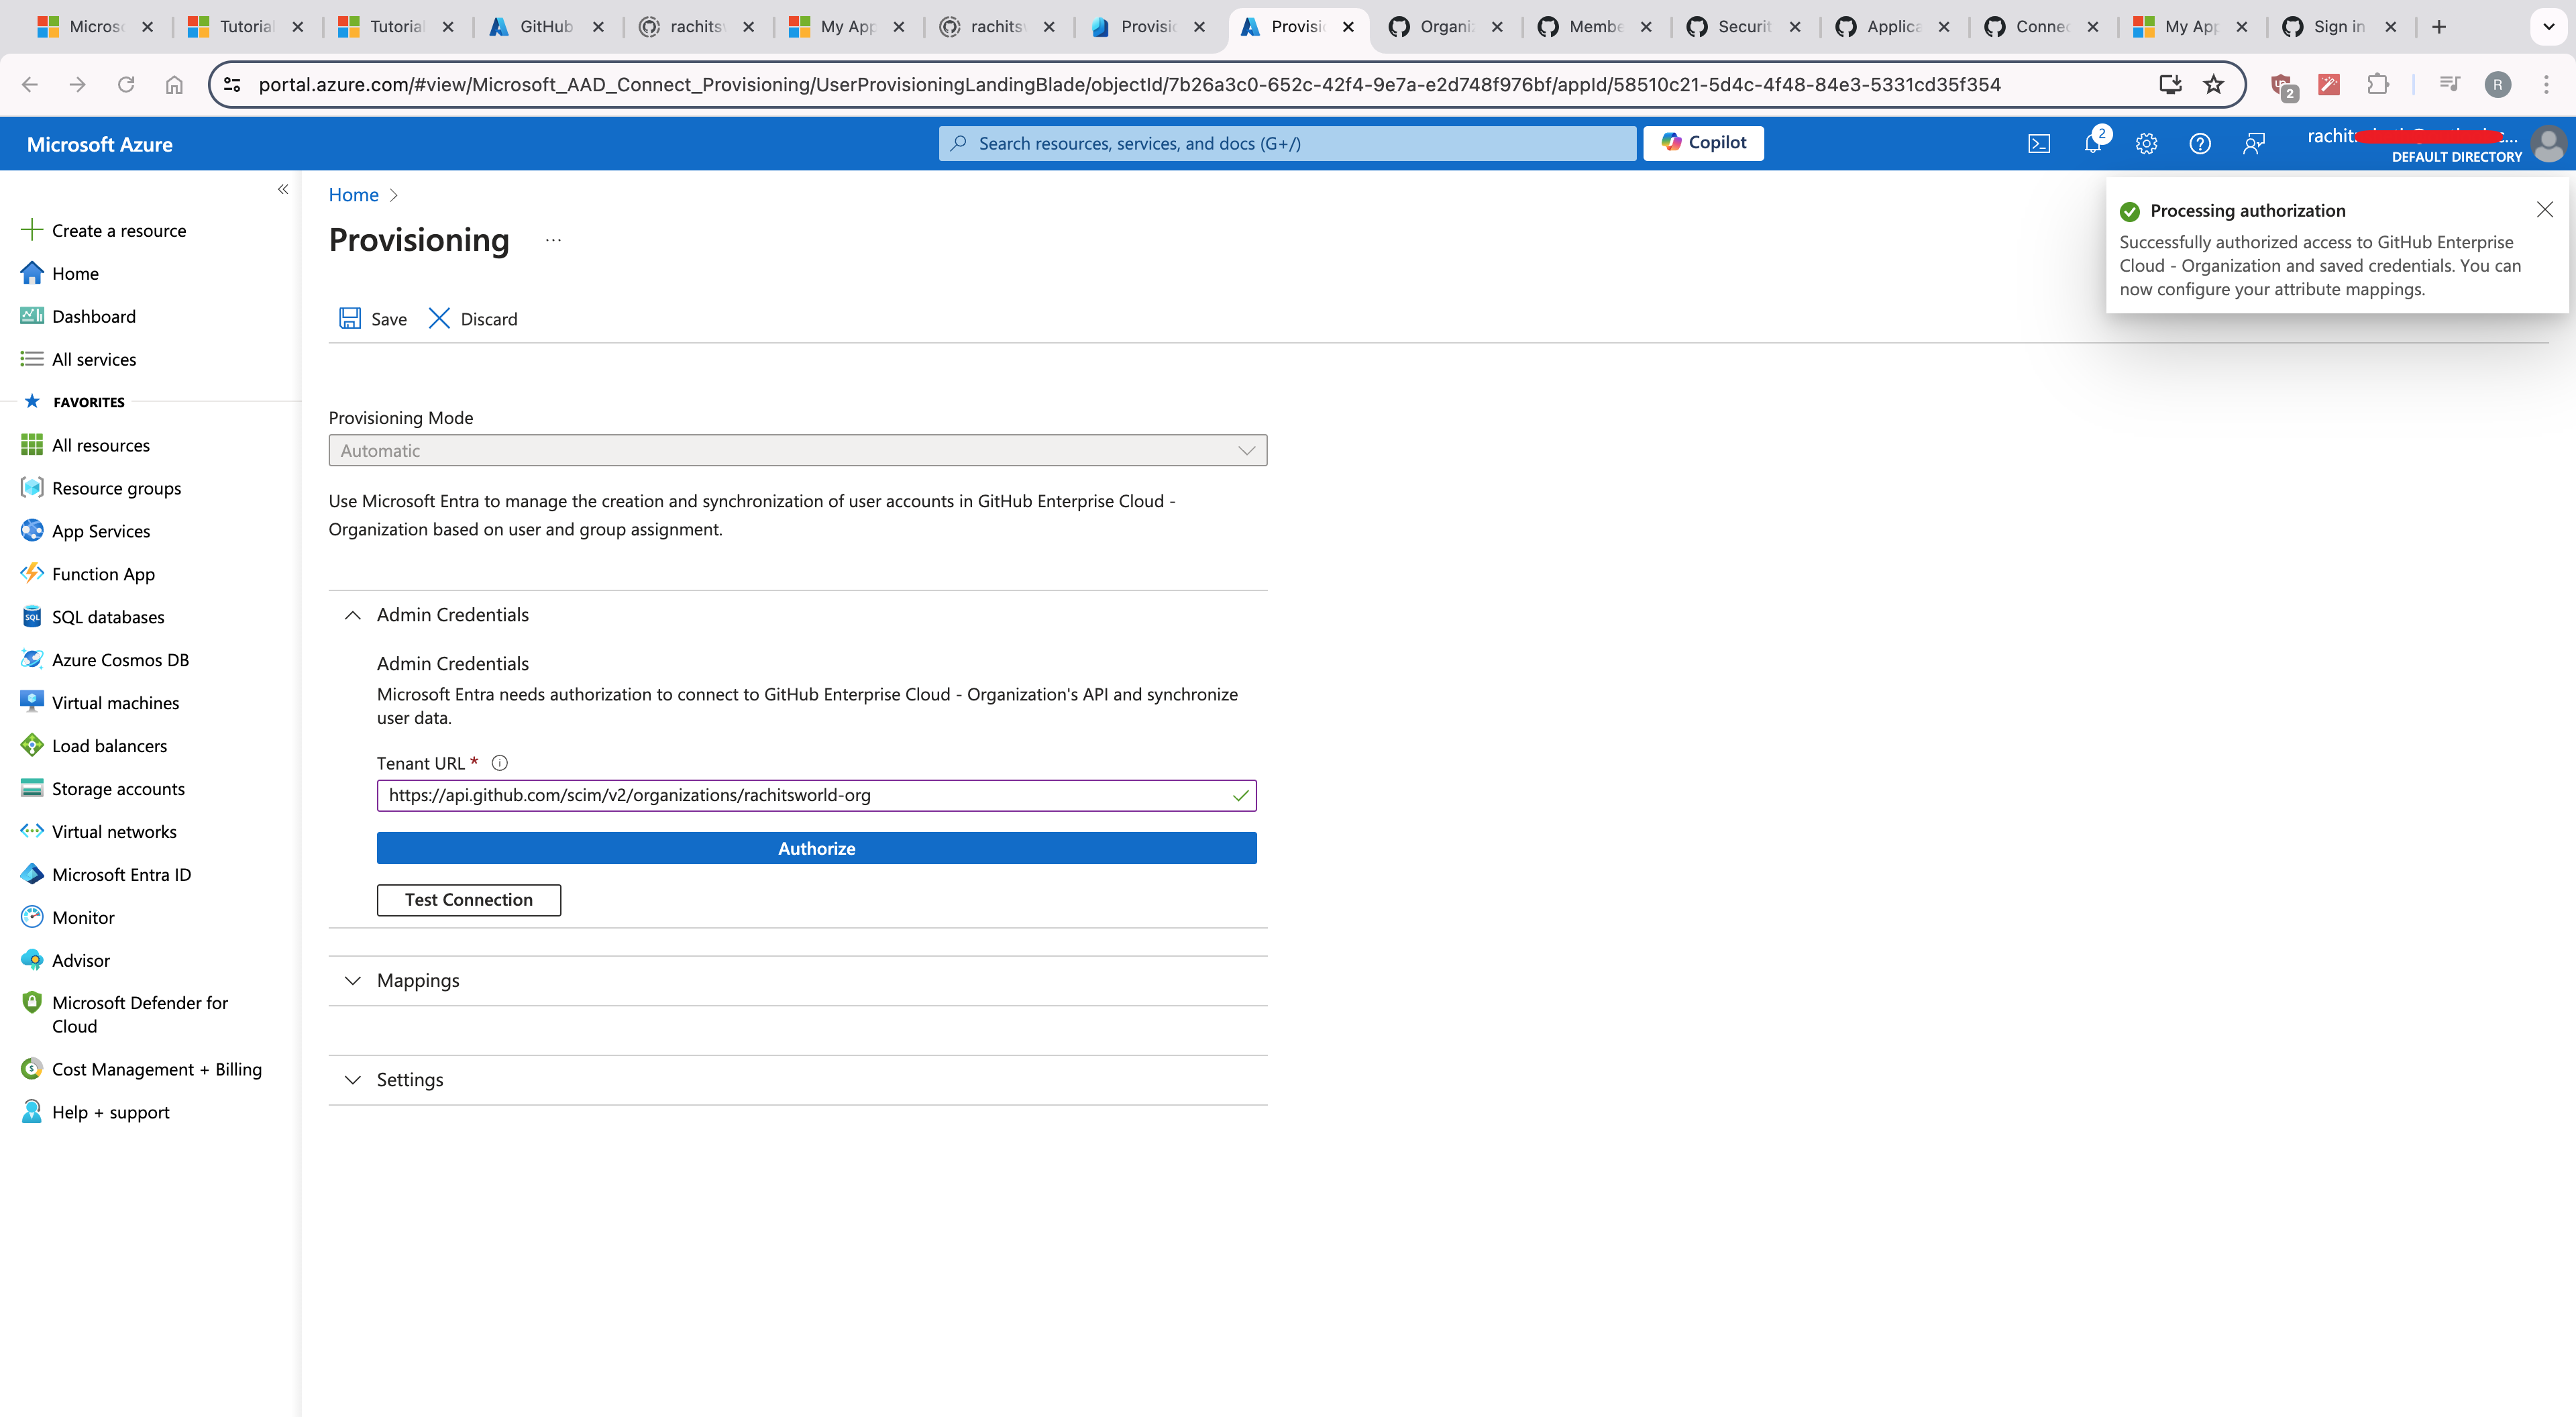 Micros
Tutorial
Tutorial
GitHub
rachitsw
My App
rachitsw
Provisio
Provisio
Organiz
Membe
Securit
Applica
Connec
My App
Sign in
portal.azure.com/#view/Microsoft_AAD_Connect_Provisioning/UserProvisioningLandingBlade/objectId/7b26a3c0-652c-42f4-9e7a-e2d748f976bf/appId/58510c21-5d4c-4f48-84e3-5331cd35f354
2
R
Microsoft Azure
Search resources, services, and docs (G+/)
Copilot
2
DEFAULT DIRECTORY
Create a resource
Home
Dashboard
All services
FAVORITES
All resources
Resource groups
App Services
Function App
SQL databases
Azure Cosmos DB
Virtual machines
Load balancers
Storage accounts
Virtual networks
Microsoft Entra ID
Monitor
Advisor
Microsoft Defender for
Cloud
Cost Management + Billing
Help + support
Home
Provisioning
Save
Discard
Processing authorization
Successfully authorized access to GitHub Enterprise
Cloud - Organization and saved credentials. You can
now configure your attribute mappings.
Provisioning Mode
Automatic
Use Microsoft Entra to manage the creation and synchronization of user accounts in GitHub Enterprise Cloud -
Organization based on user and group assignment.
Admin Credentials
Admin Credentials
Microsoft Entra needs authorization to connect to GitHub Enterprise Cloud - Organization's API and synchronize
user data.
Tenant URL *
https://api.github.com/scim/v2/organizations/rachitsworld-org
Authorize
Test Connection
Mappings
Settings